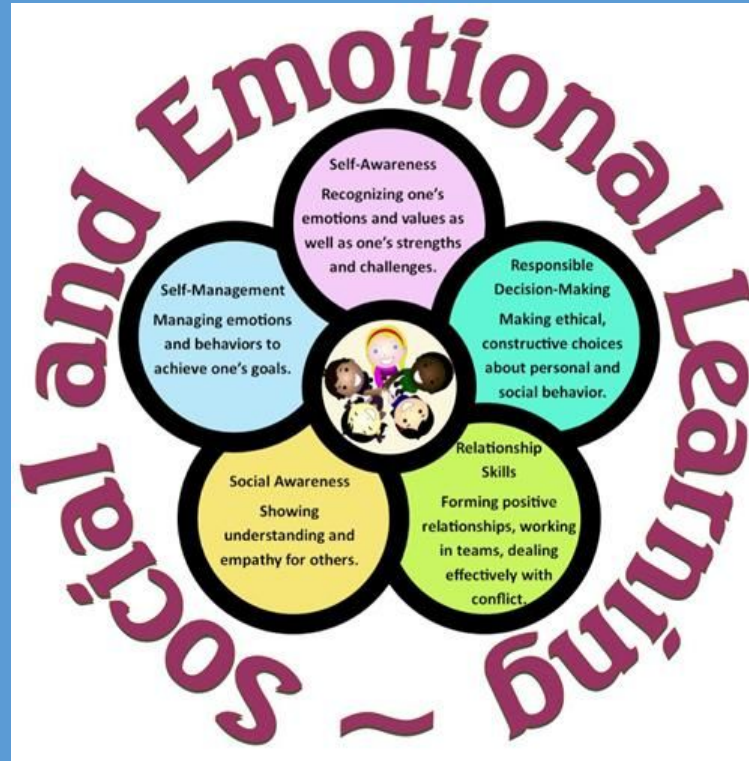 Social and Emotional Learning ~
Self-Awareness
Recognizing one's
emotions and values as
well as one's strengths
and challenges.
Responsible
Decision-Making
Making ethical,
constructive choices
about personal and
social behavior.
Relationship
Skills
Forming positive
relationships, working
in teams, dealing
effectively with
conflict.
Social Awareness
Showing
understanding and
empathy for others.
Self-Management
Managing emotions
and behaviors to
achieve one's goals.